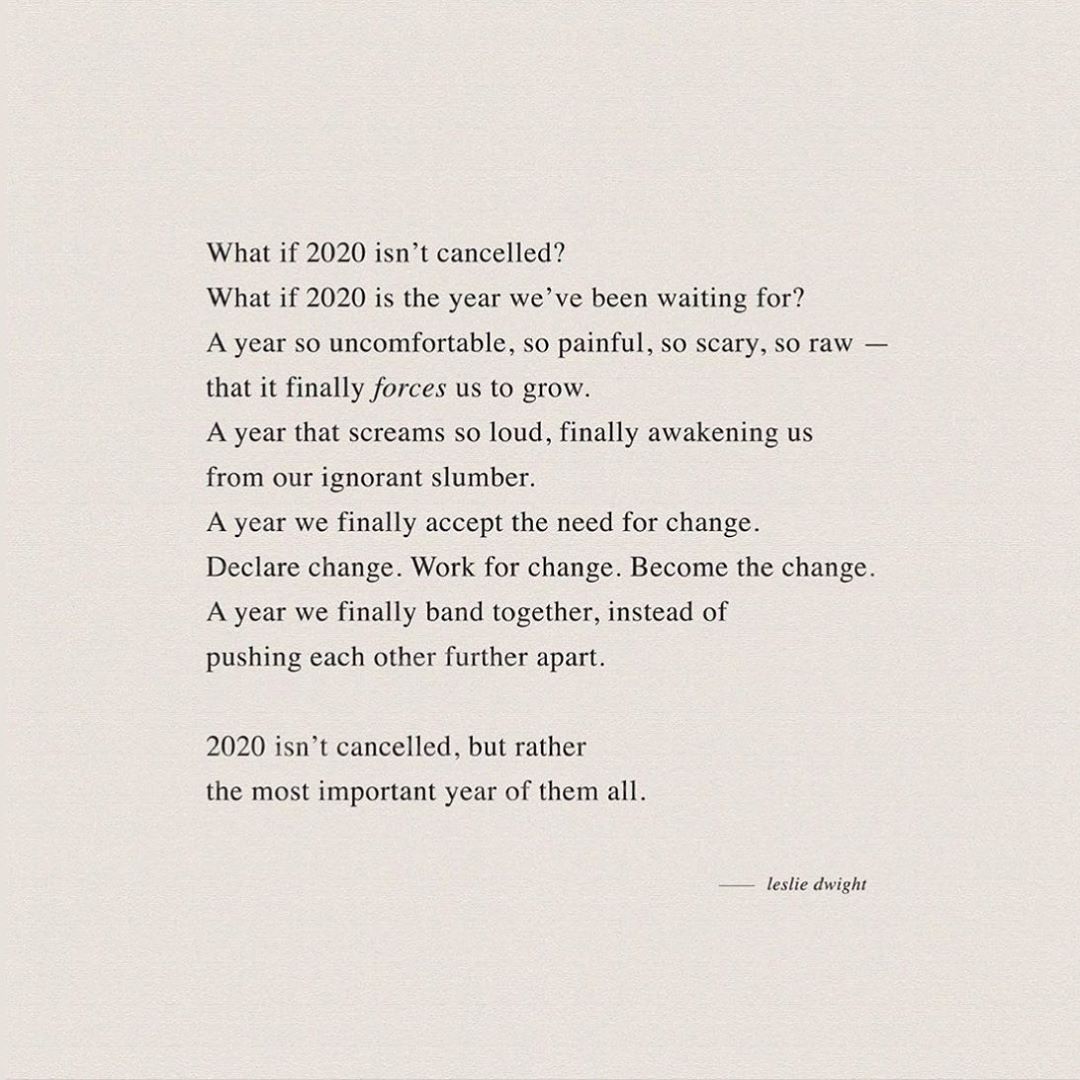 What if 2020 isn’t cancelled?
What if 2020 is the year we’ve been waiting for?
A year so uncomfortable, so painful, so scary, so raw —
that it finally forces us to grow.
A year that screams so loud, finally awakening us
from our ignorant slumber.
A year we finally accept the need for change.
Declare change. Work for change. Become the change.
A year we finally band together, instead of
pushing each other further apart.
2020 isn’t cancelled, but rather
the most important year of them all.
— leslie dwight